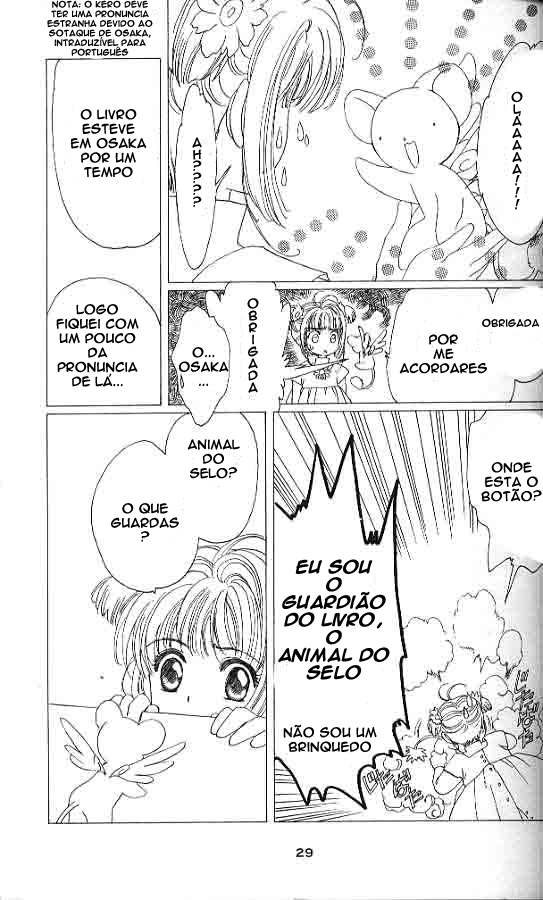 NOTA: O KERO DEVE
TER UMA PRONUNCIA
ESTRANHA DEVIDO AO
SOTAQUE DE OSAKA,
INTRADUZÍVEL PARA
PORTUGUÊS
OLÁAAAA!!!
AH?????
O LIVRO
ESTEVE
EM OSAKA
POR UM
TEMPO
OBRIGADA
POR
ME
ACORDARES
OBRIGADA
O...
OSAKA
...
LOGO
FIQUEI COM
UM POUCO
DA
PRONUNCIA
DE LÁ...
ONDE
ESTA O
BOTÃO?
EU SOU
O
GUARDIÃO
DO LIVRO,
O
ANIMAL DO
SELO
NÃO SOU UM
BRINQUEDO
ANIMAL
DO
SELO?
O QUE
GUARDAS
?
29